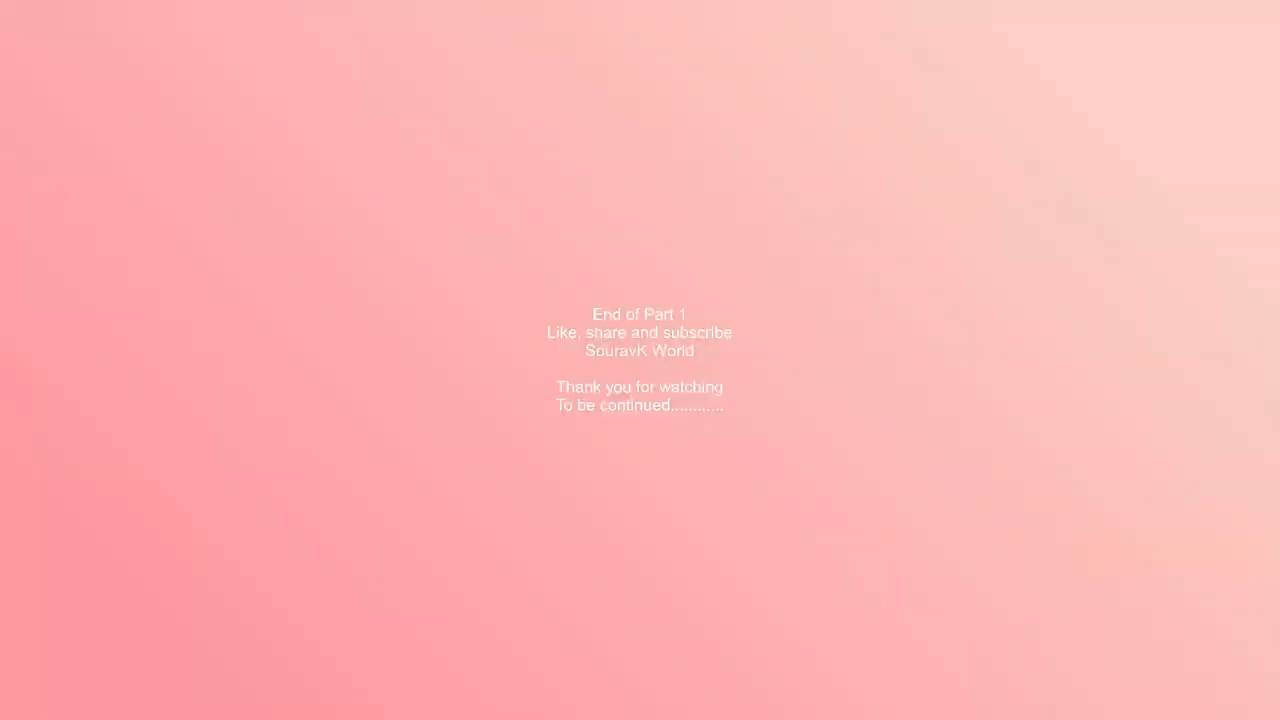 End of Part 1
Like, share and subscribe
SouravK World
Thank you for watching
To be continued............